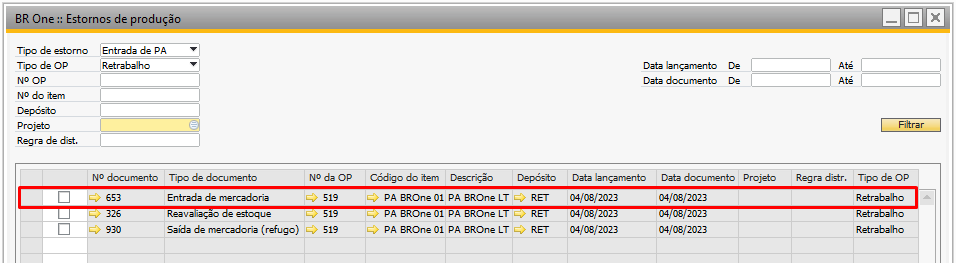 BR One :: Estornos de produção
Tipo de estorno Entrada de PA
Tipo de OP Retrabalho
Nº OP
Nº do item
Depósito
Projeto
Regra de dist.
Data lançamento De Até
Data documento De Até
Filtrar
Nº documento Tipo de documento Nº da OP Código do item Descrição Depósito Data lançamento Data documento Projeto Regra distr. Tipo de OP
653 Entrada de mercadoria 519 PA BROne 01 PA BROne LT RET 04/08/2023 04/08/2023 Retrabalho
326 Reavaliação de estoque 519 PA BROne 01 PA BROne LT RET 04/08/2023 04/08/2023 Retrabalho
930 Saída de mercadoria (refugo) 519 PA BROne 01 PA BROne LT RET 04/08/2023 04/08/2023 Retrabalho